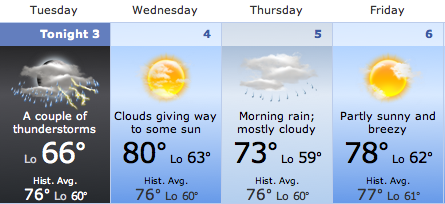 Tuesday Wednesday Thursday Friday
Tonight 3 4 5 6
A couple of thunderstorms
Lo 66°
Hist. Avg.
76° Lo 60°
Clouds giving way
to some sun
80° Lo 63°
Hist. Avg.
76° Lo 60°
Morning rain;
mostly cloudy
73° Lo 59°
Hist. Avg.
76° Lo 60°
Partly sunny and
breezy
78° Lo 62°
Hist. Avg.
77° Lo 61°